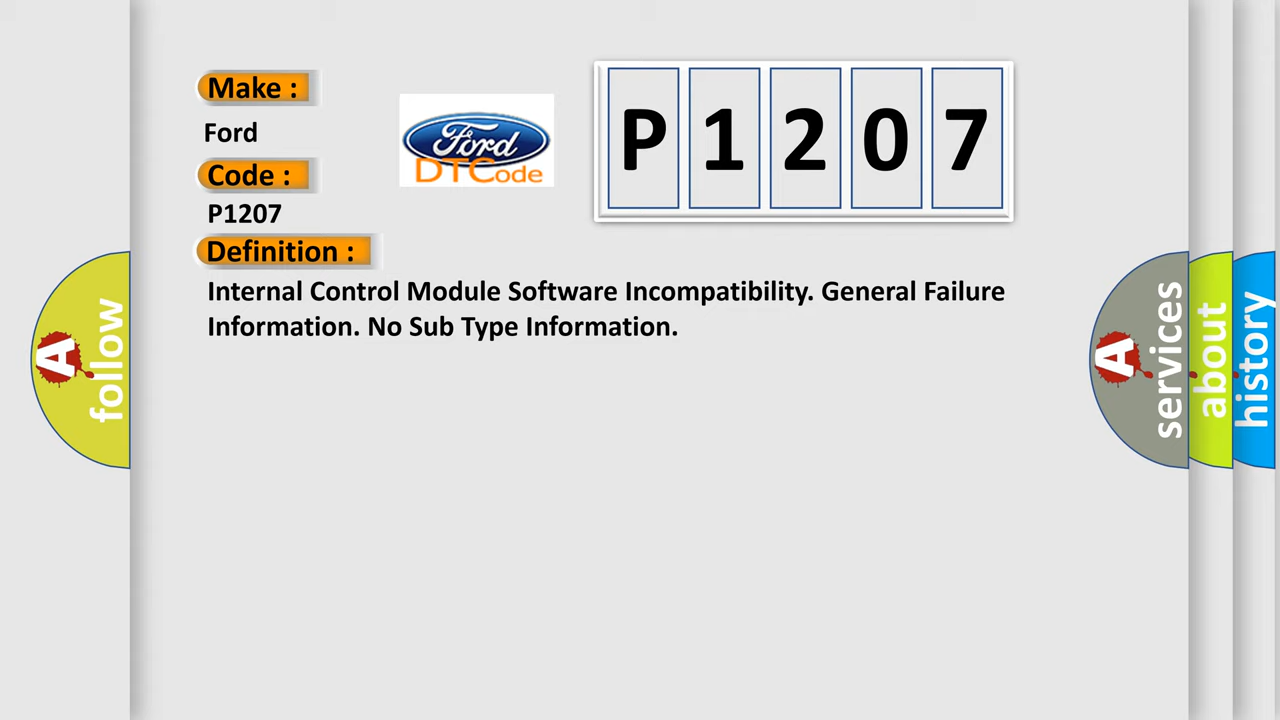 Make :
Ford
Code :
P1207
Definition :
Internal Control Module Software Incompatibility. General Failure
Information. No Sub Type Information.
Ford
DTCode
P 1 2 0 7
A follow
A services
about
history